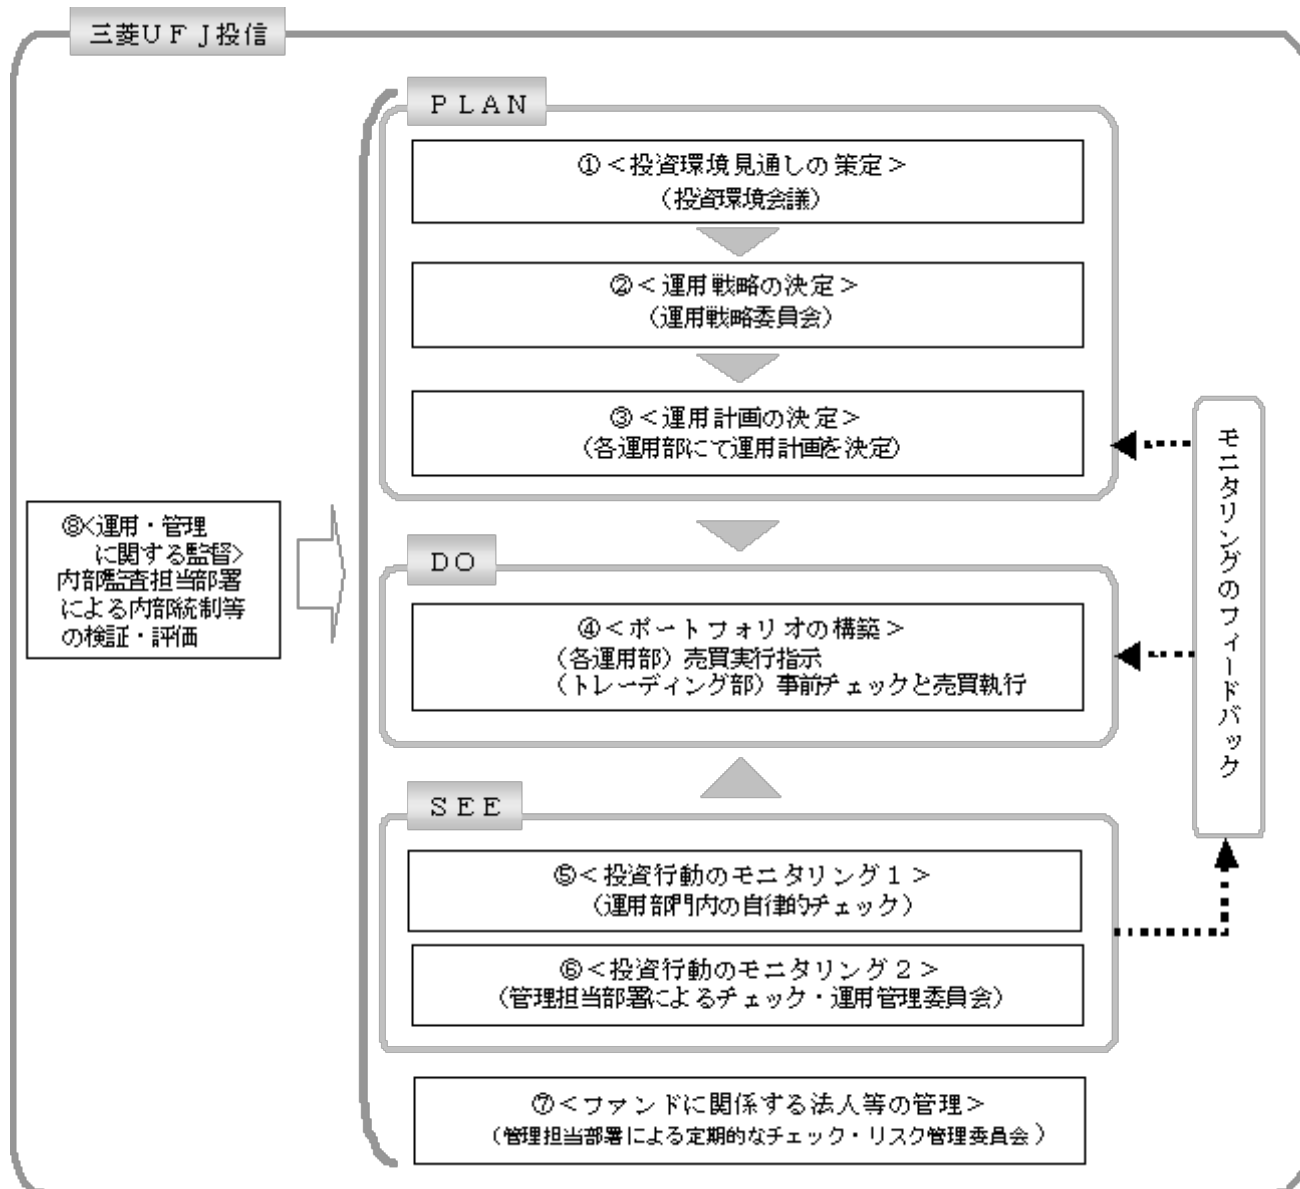 三菱ＵＦＪ投信
ＰＬＡＮ
①＜投資環境見通しの策定＞
（投資環境会議）
②＜運用戦略の決定＞
（運用戦略委員会）
③＜運用計画の決定＞
（各運用部にて運用計画を決定）
⑧＜運用・管理
に関する監督＞
内部監査担当部署
による内部統制等
の検証・評価
ＤＯ
④＜ポートフォリオの構築＞
（各運用部）売買実行指示
（トレーディング部）事前チェックと売買執行
ＳＥＥ
⑤＜投資行動のモニタリング１＞
（運用部門内の自律的チェック）
⑥＜投資行動のモニタリング２＞
（管理担当部署によるチェック・運用管理委員会）
⑦＜ファンドに関係する法人等の管理＞
（管理担当部署による定期的なチェック・リスク管理委員会）
モニタリングのフィードバック